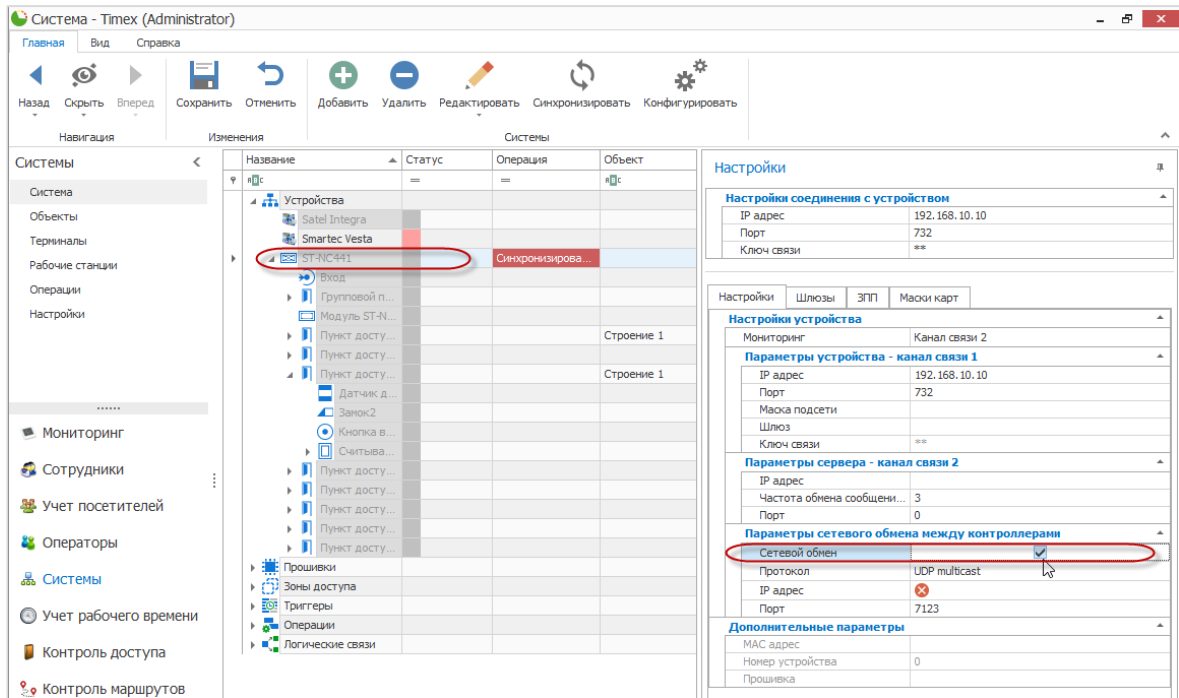 Система - Timex (Administrator)
Главная Вид Справка
Назад Скрыть Вперед Сохранить Отменить Добавить Удалить Редактировать Синхронизировать Конфигурировать
Навигация Изменения Системы
Системы
Система
Объекты
Терминалы
Рабочие станции
Операции
Настройки
Мониторинг
Сотрудники
Учет посетителей
Операторы
Системы
Учет рабочего времени
Контроль доступа
Контроль маршрутов
Название Статус Операция Объект
= =
Устройства
Satel Integra
Smartec Vesta
ST-NC441 Синхронизирова...
Вход
Групповой п...
Модуль ST-N...
Пункт досту... Строение 1
Пункт досту...
Пункт досту... Строение 1
Датчик д...
Замок2
Кнопка в...
Считыва...
Пункт досту...
Пункт досту...
Пункт досту...
Пункт досту...
Пункт досту...
Прошивки
Зоны доступа
Триггеры
Операции
Логические связи
Настройки
Настройки соединения с устройством
IP адрес 192.168.10.10
Порт 732
Ключ связи **
Настройки Шлюзы ЗПП Маски карт
Настройки устройства
Мониторинг Канал связи 2
Параметры устройства - канал связи 1
IP адрес 192.168.10.10
Порт 732
Маска подсети
Шлюз
Ключ связи **
Параметры сервера - канал связи 2
IP адрес
Частота обмена сообщени... 3
Порт 0
Параметры сетевого обмена между контроллерами
Сетевой обмен
Протокол UDP multicast
IP адрес
Порт 7123
Дополнительные параметры
MAC адрес
Номер устройства 0
Прошивка